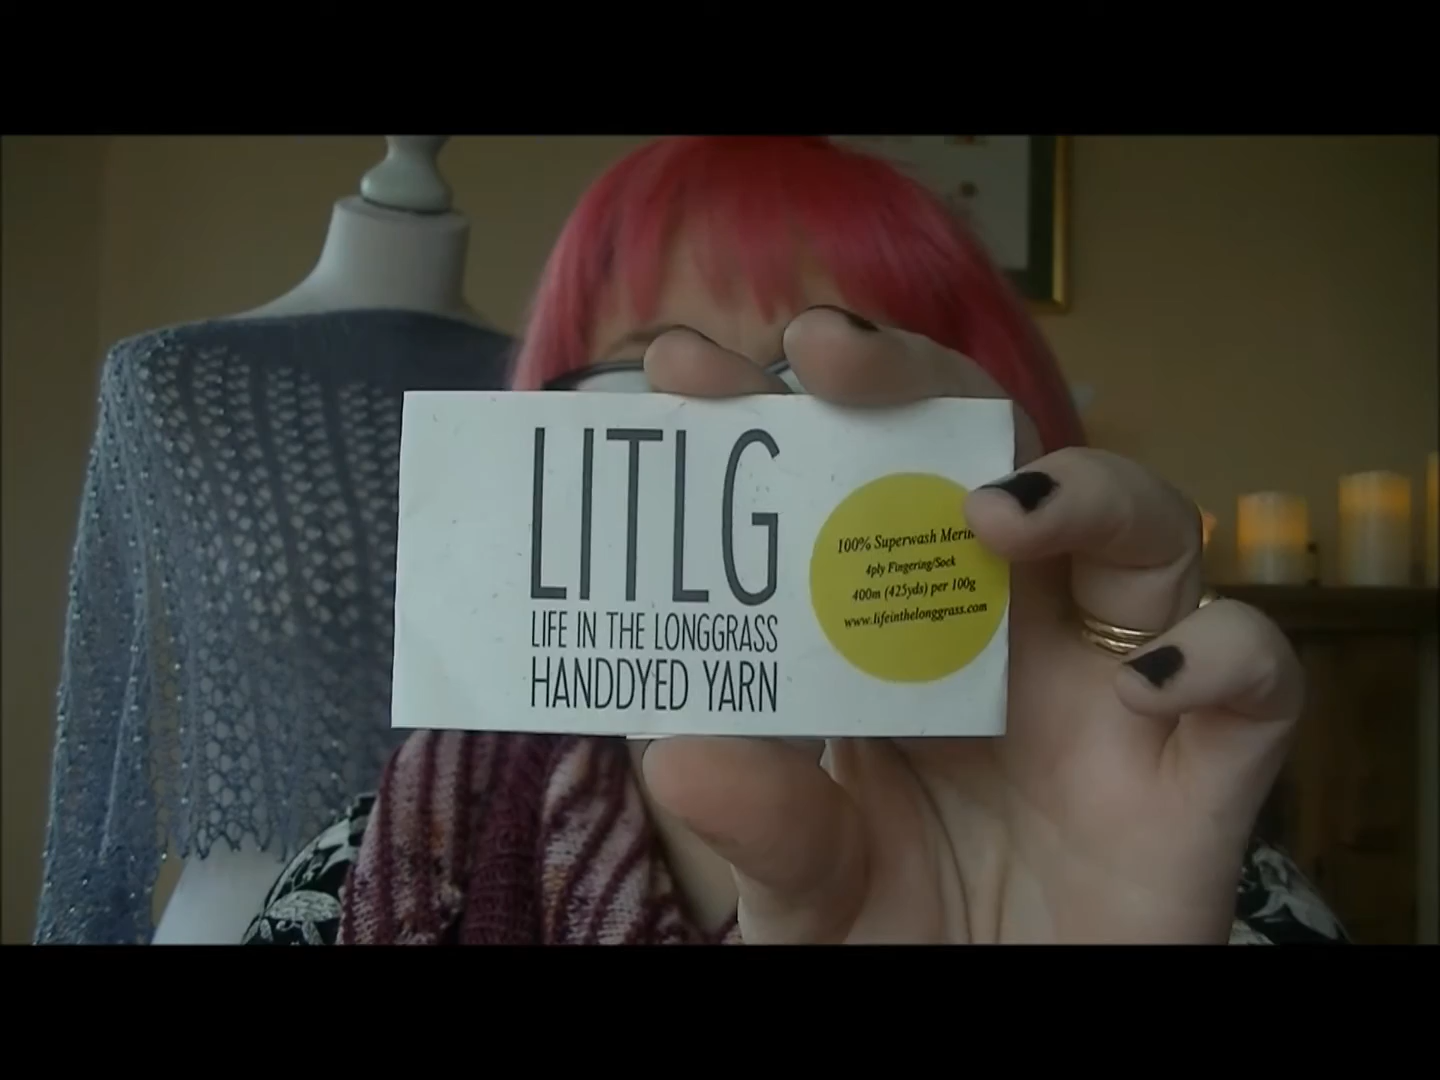 LITLG
LIFE IN THE LONGGRASS
HANDDYED YARN
100% Superwash
4ply Fingering/Sock
400m (425yds) per 100g
www.lifeinthelonggrass.com